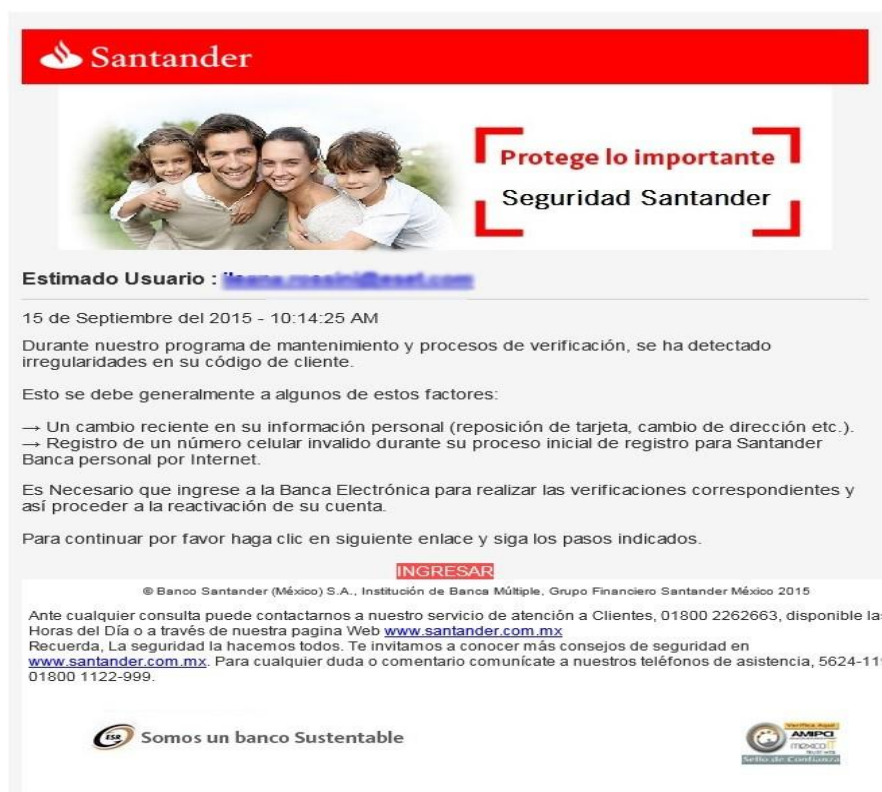 Santander
Protege lo importante
Seguridad Santander
Estimado Usuario :
15 de Septiembre del 2015 - 10:14:25 AM
Durante nuestro programa de mantenimiento y procesos de verificación, se ha detectado
irregularidades en su código de cliente.
Esto se debe generalmente a algunos de estos factores:
→ Un cambio reciente en su información personal (reposición de tarjeta, cambio de dirección etc.).
→ Registro de un número celular invalido durante su proceso inicial de registro para Santander
Banca personal por Internet.
Es Necesario que ingrese a la Banca Electrónica para realizar las verificaciones correspondientes y
así proceder a la reactivación de su cuenta.
Para continuar por favor haga clic en siguiente enlace y siga los pasos indicados.
INGRESAR
© Banco Santander (México) S.A., Institución de Banca Múltiple, Grupo Financiero Santander México 2015
Ante cualquier consulta puede contactarnos a nuestro servicio de atención a Clientes, 01800 2262663, disponible las
Horas del Día o a través de nuestra pagina Web www.santander.com.mx
Recuerda, La seguridad la hacemos todos. Te invitamos a conocer más consejos de seguridad en
www.santander.com.mx. Para cualquier duda o comentario comunícate a nuestros teléfonos de asistencia, 5624-11
01800 1122-999.
ESR
Somos un banco Sustentable
Verifica Aquí
AMIPCI
mexicoIT
Sello de Confianza